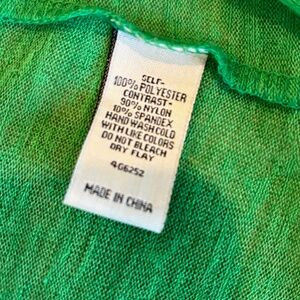 SELF-
100% POLYESTER
CONTRAST-
90% NYLON
10% SPANDEX
HAND WASH COLD
WITH LIKE COLORS
DO NOT BLEACH
DRY FLAY
4G6252
MADE IN CHINA